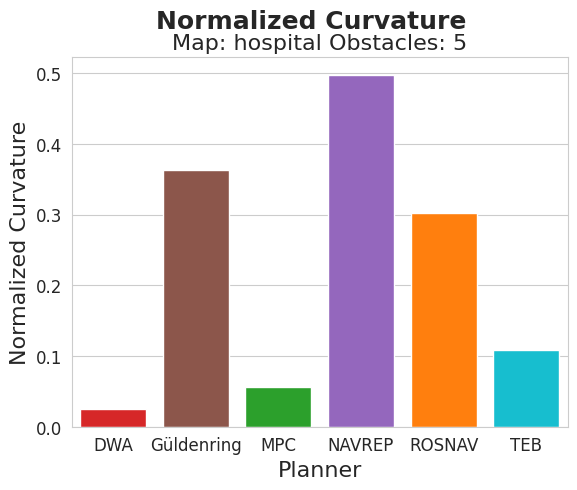 Normalized Curvature
Map: hospital Obstacles: 5
Normalized Curvature
0.5
0.4
0.3
0.2
0.1
0.0
DWA Güldenring MPC NAVREP ROSNAV TEB
Planner